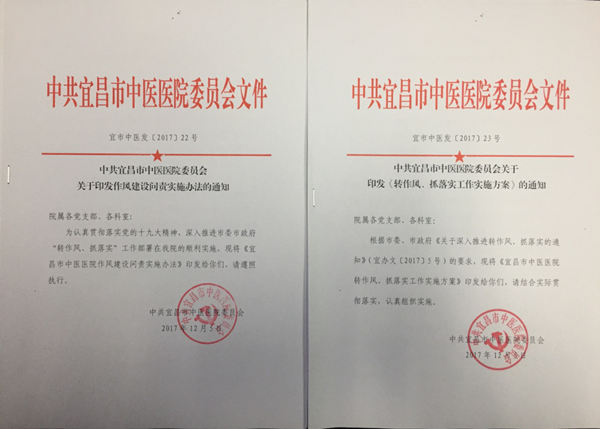 中共宜昌市中医医院委员会文件
宜市中医发〔2017〕22号
中共宜昌市中医医院委员会
关于印发作风建设问责实施办法的通知
院属各党支部、各科室：
为认真贯彻落实党的十九大精神，深入推进市委市政府
“转作风、抓落实”工作部署在我院的顺利实施，现将《宜
昌市中医医院作风建设问责实施办法》印发给你们，请遵照
执行。
中共宜昌市中医医院委员会
2017年12月5日
中共宜昌市中医医院委员会文件
宜市中医发〔2017〕23号
中共宜昌市中医医院委员会关于
印发《转作风、抓落实工作实施方案》的通知
院属各党支部、各科室：
根据市委、市政府《关于深入推进转作风、抓落实的通
知》（宜办文〔2017〕5号）的要求，现将《宜昌市中医医院
转作风、抓落实工作实施方案》印发给你们，请结合实际贯
彻落实，认真组织实施。
中共宜昌市中医医院委员会
2017年12月 日